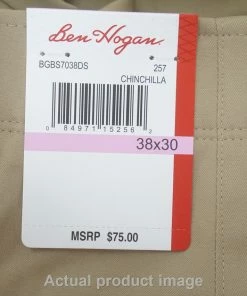 Ben Hogan.
BGBS7038DS 257
CHINCHILLA
0 84971 15256 2
38x30
MSRP $75.00
Actual product image